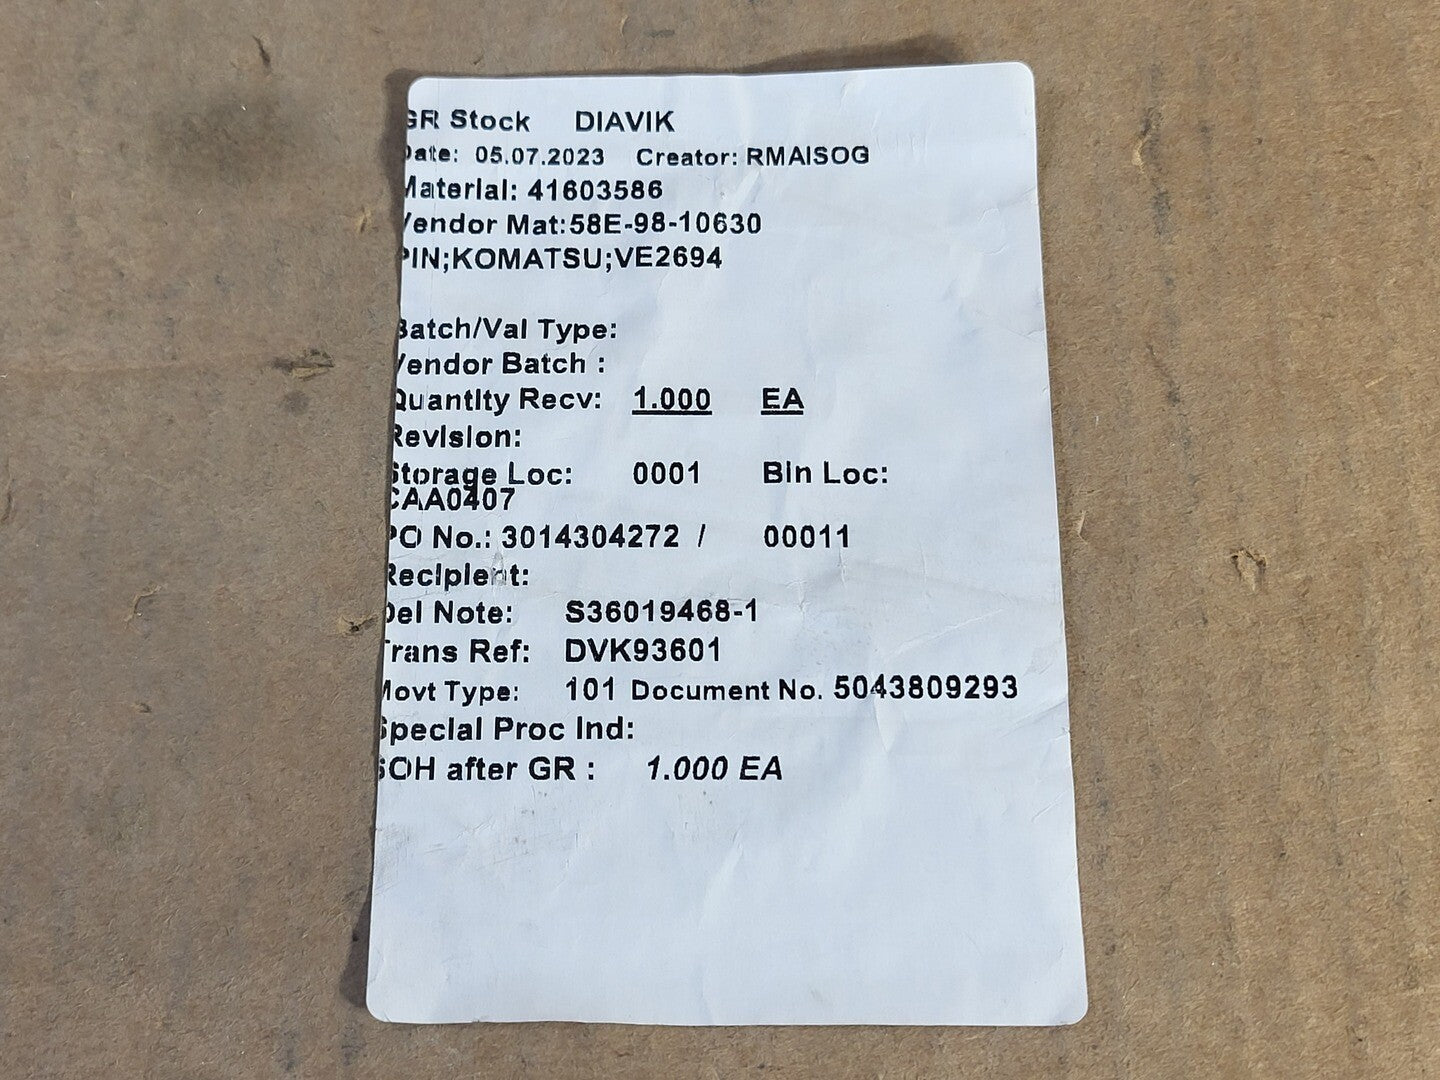 GR Stock DIAVIK
Date: 05.07.2023 Creator: RMAISOG
Material: 41603586
Vendor Mat:58E-98-10630
PIN;KOMATSU;VE2694
Batch/Val Type:
Vendor Batch :
Quantity Recv: 1.000 EA
Revision:
Storage Loc: 0001 Bin Loc:
CAA0407
PO No.: 3014304272 / 00011
Recipient:
Del Note: S36019468-1
Trans Ref: DVK93601
Movt Type: 101 Document No. 5043809293
Special Proc Ind:
SOH after GR : 1.000 EA